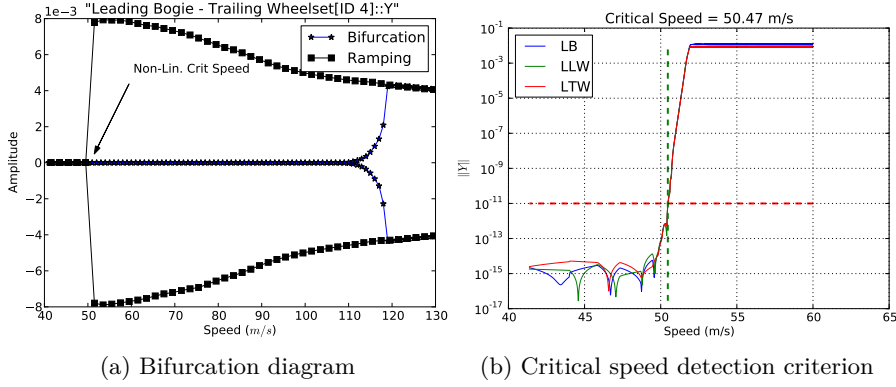 1e−3 "Leading Bogie - Trailing Wheelset[ID 4]::Y"
8
6
4
2
0
−2
−4
−6
−8
Amplitude
Bifurcation
Ramping
Non-Lin. Crit Speed
40 50 60 70 80 90 100 110 120 130
Speed (m/s)
(a) Bifurcation diagram
Critical Speed = 50.47 m/s
10^1
10^-1
10^-3
10^-5
10^-7
10^-9
10^-11
10^-13
10^-15
10^-17
||Y||
LB
LLW
LTW
40 45 50 55 60 65
Speed (m/s)
(b) Critical speed detection criterion